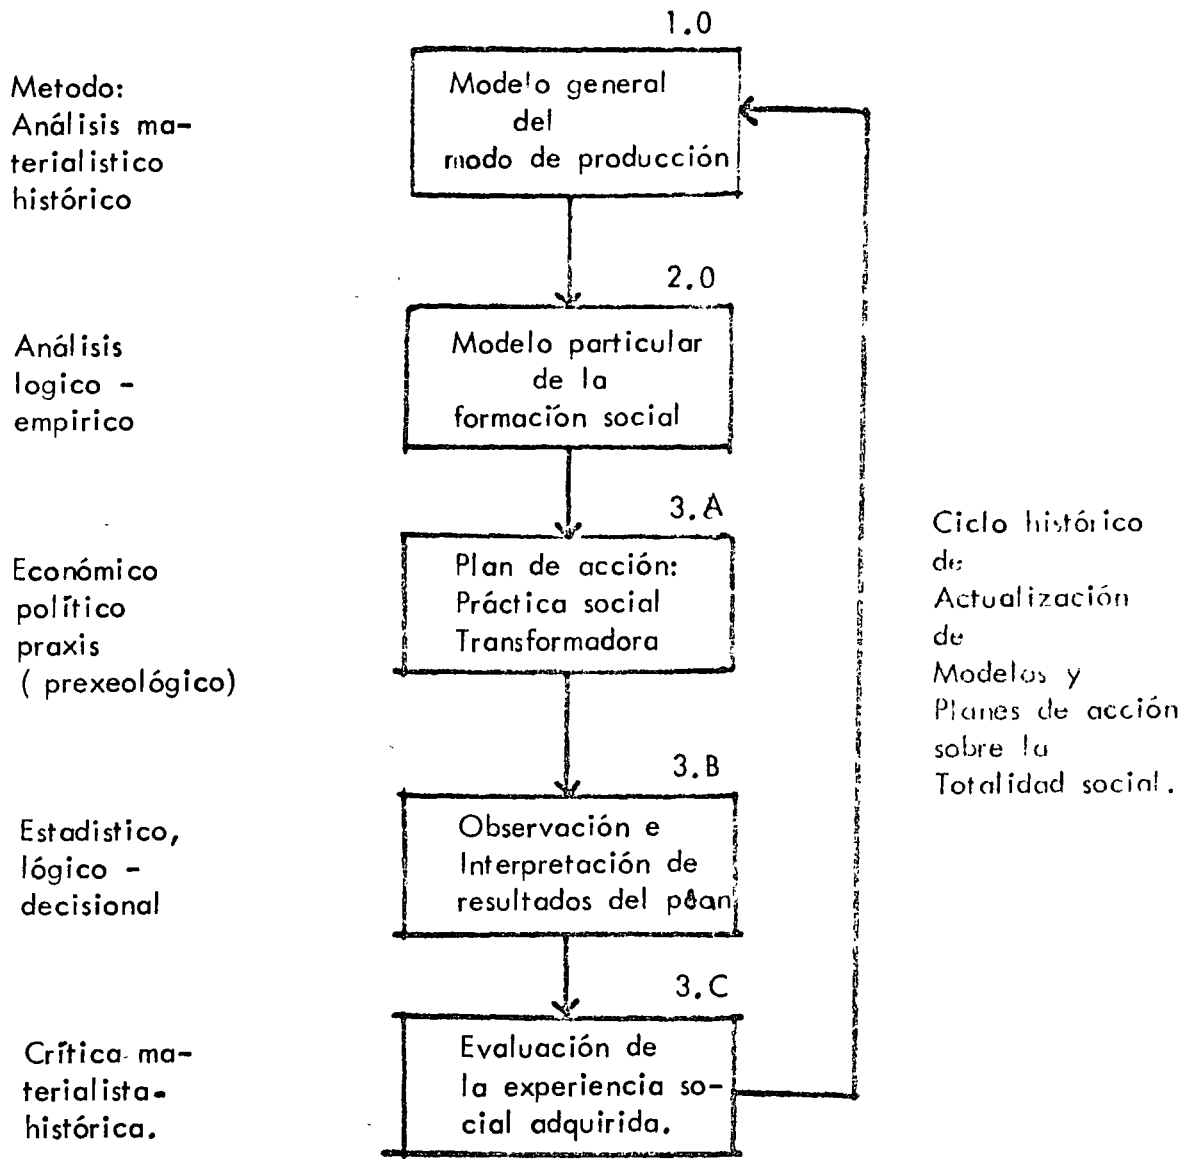 1.0
Metodo:
Análisis ma-
terialistico
histórico
Modelo general
del
modo de producción
2.0
Análisis
logico -
empirico
Modelo particular
de la
formación social
3.A
Económico
político
praxis
( prexeológico)
Plan de acción:
Práctica social
Transformadora
Ciclo histórico
de
Actualización
de
Modelos y
Planes de acción
sobre la
Totalidad social.
3.B
Estadistico,
lógico -
decisional
Observación e
Interpretación de
resultados del plan
3.C
Crítica ma-
terialista-
histórica.
Evaluación de
la experiencia so-
cial adquirida.